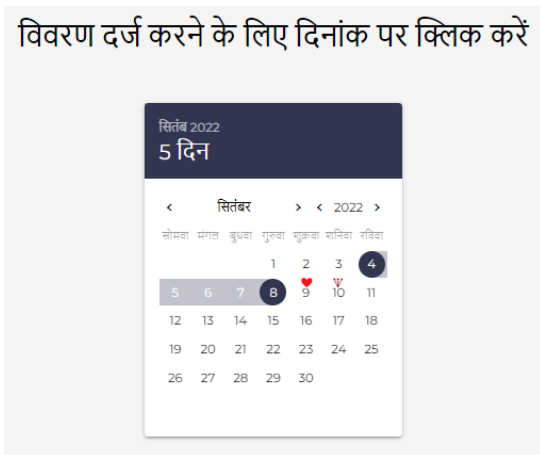 विवरण दर्ज करने के लिए दिनांक पर क्लिक करें
सितंब 2022
5 दिन
‹ सितंबर › ‹ 2022 ›
सोमवा मंगल बुधवा गुरुवा शुक्रवा शनिवा रविवा
1 2 3 4
5 6 7 8 9 10 11
12 13 14 15 16 17 18
19 20 21 22 23 24 25
26 27 28 29 30